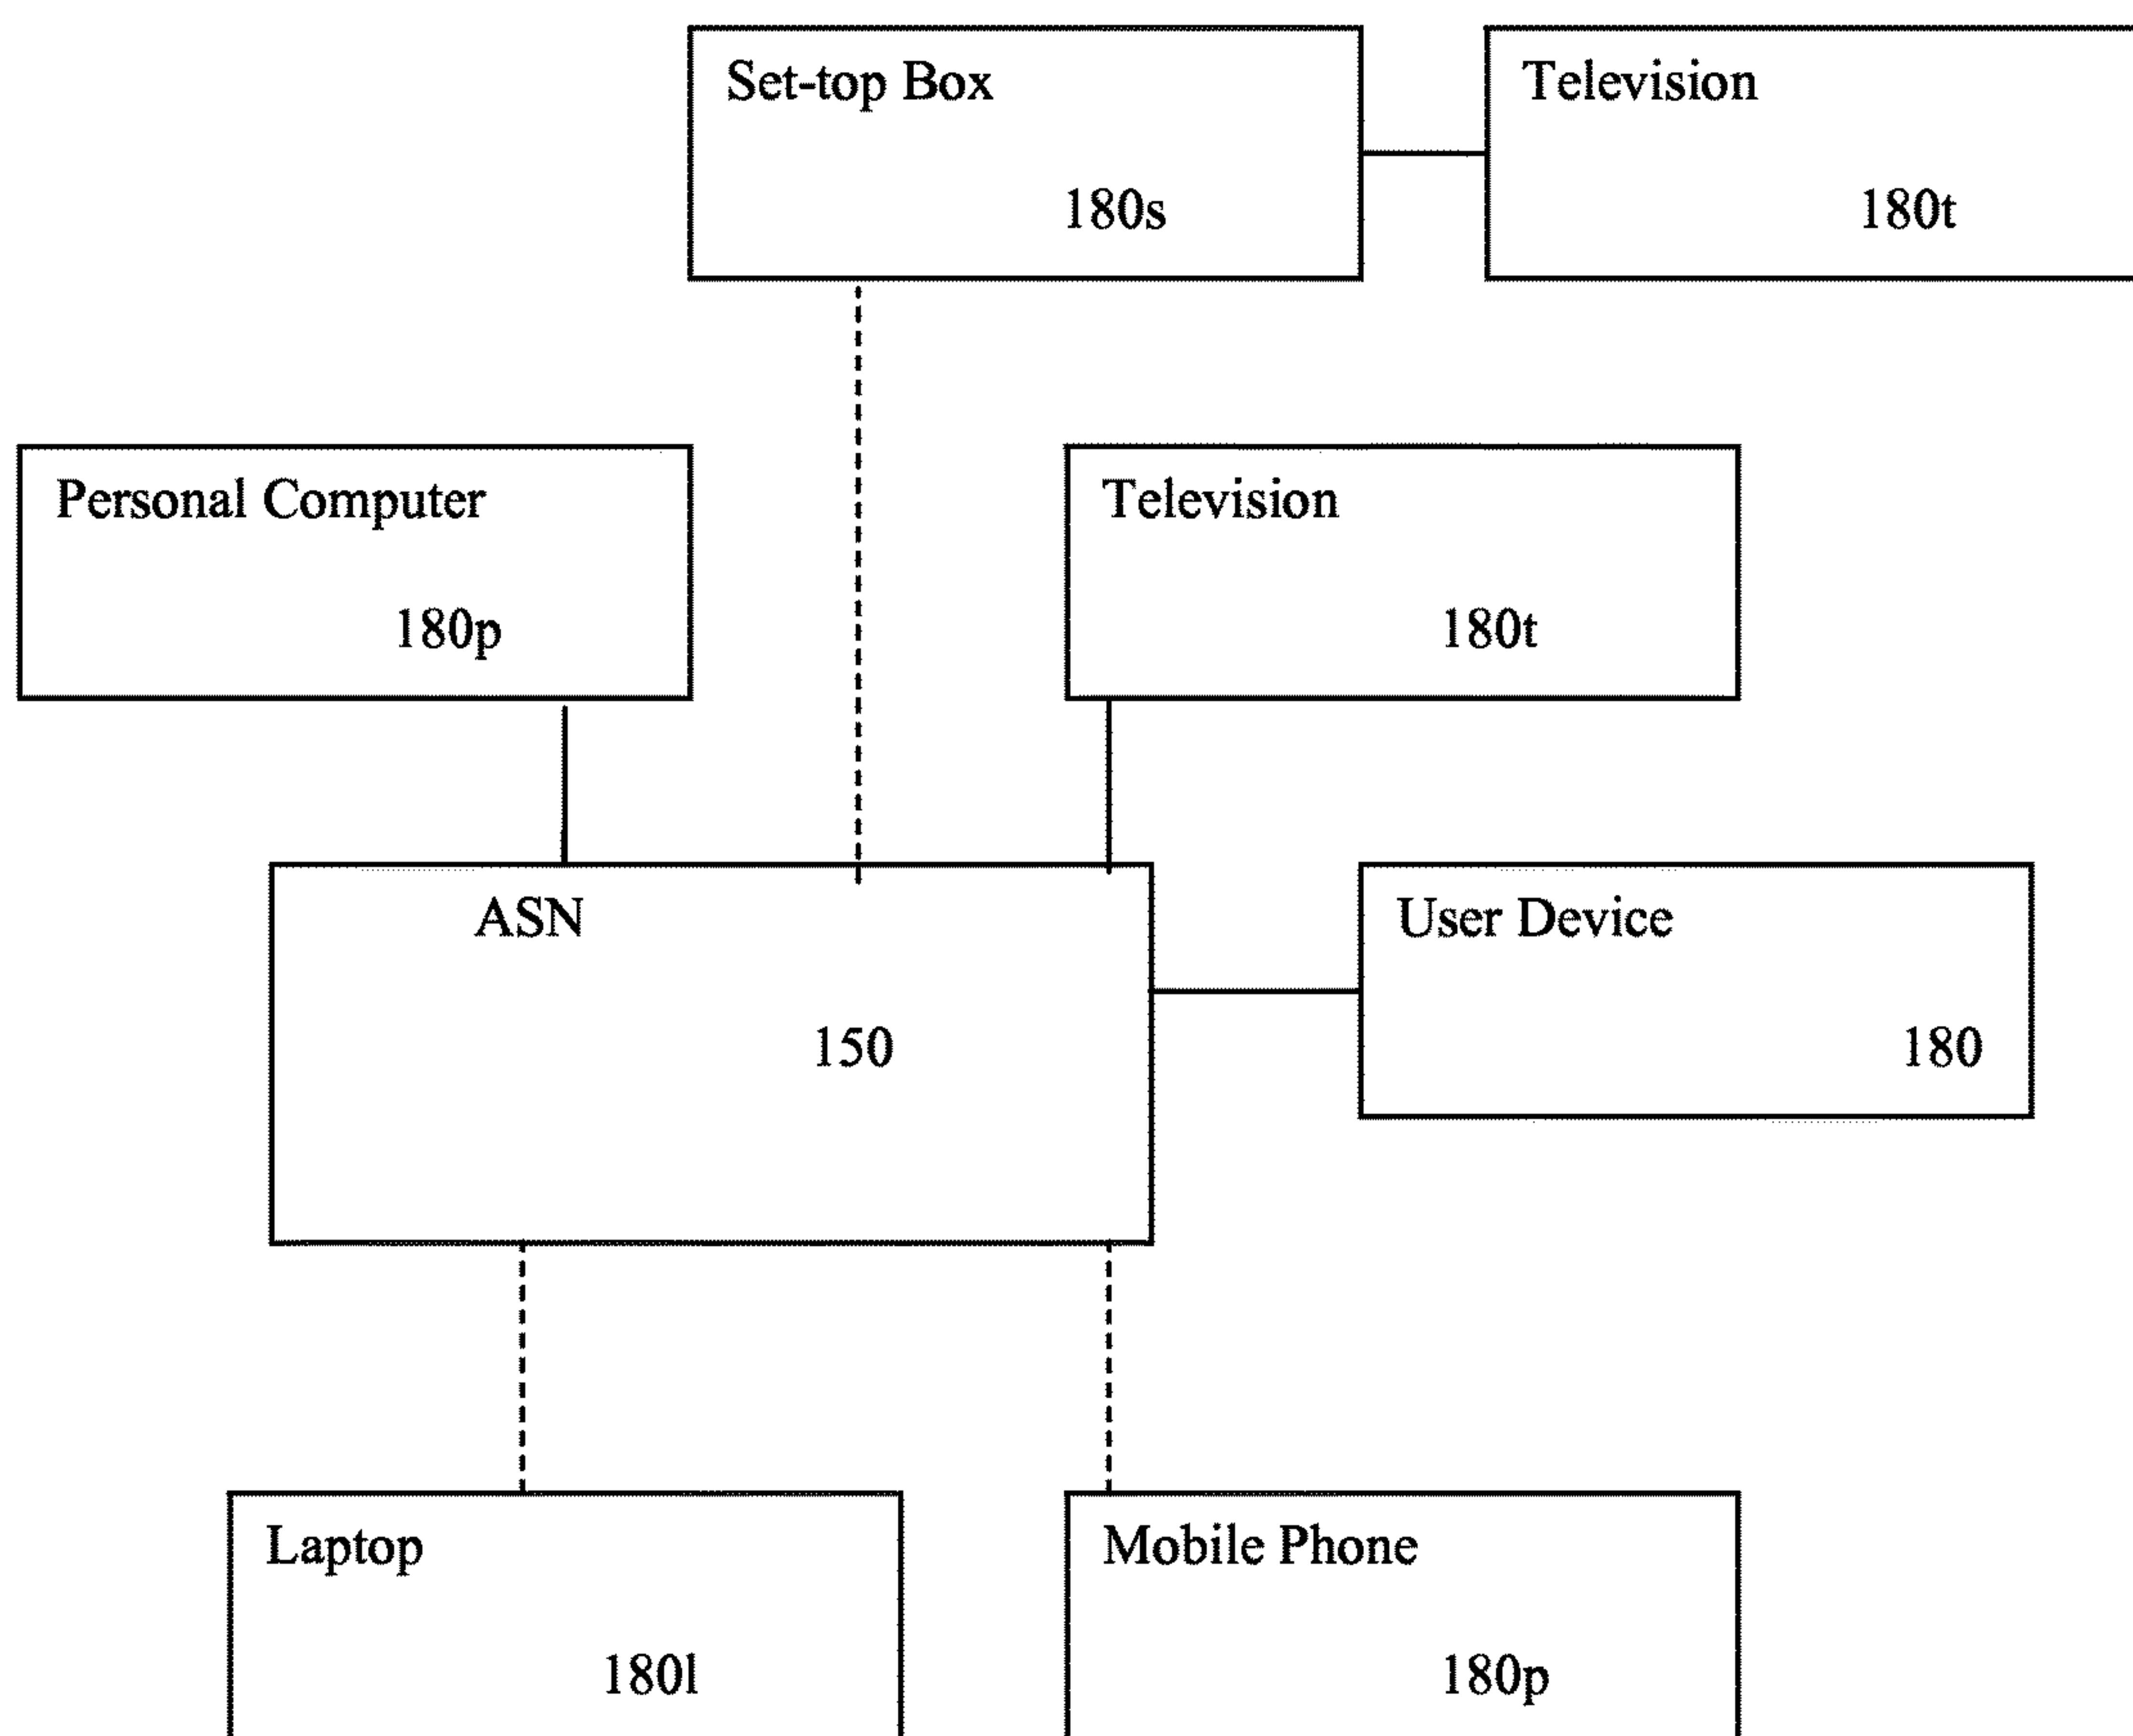 Set-top Box
180s
Television
180t
Personal Computer
180p
Television
180t
ASN
150
User Device
180
Laptop
180l
Mobile Phone
180p